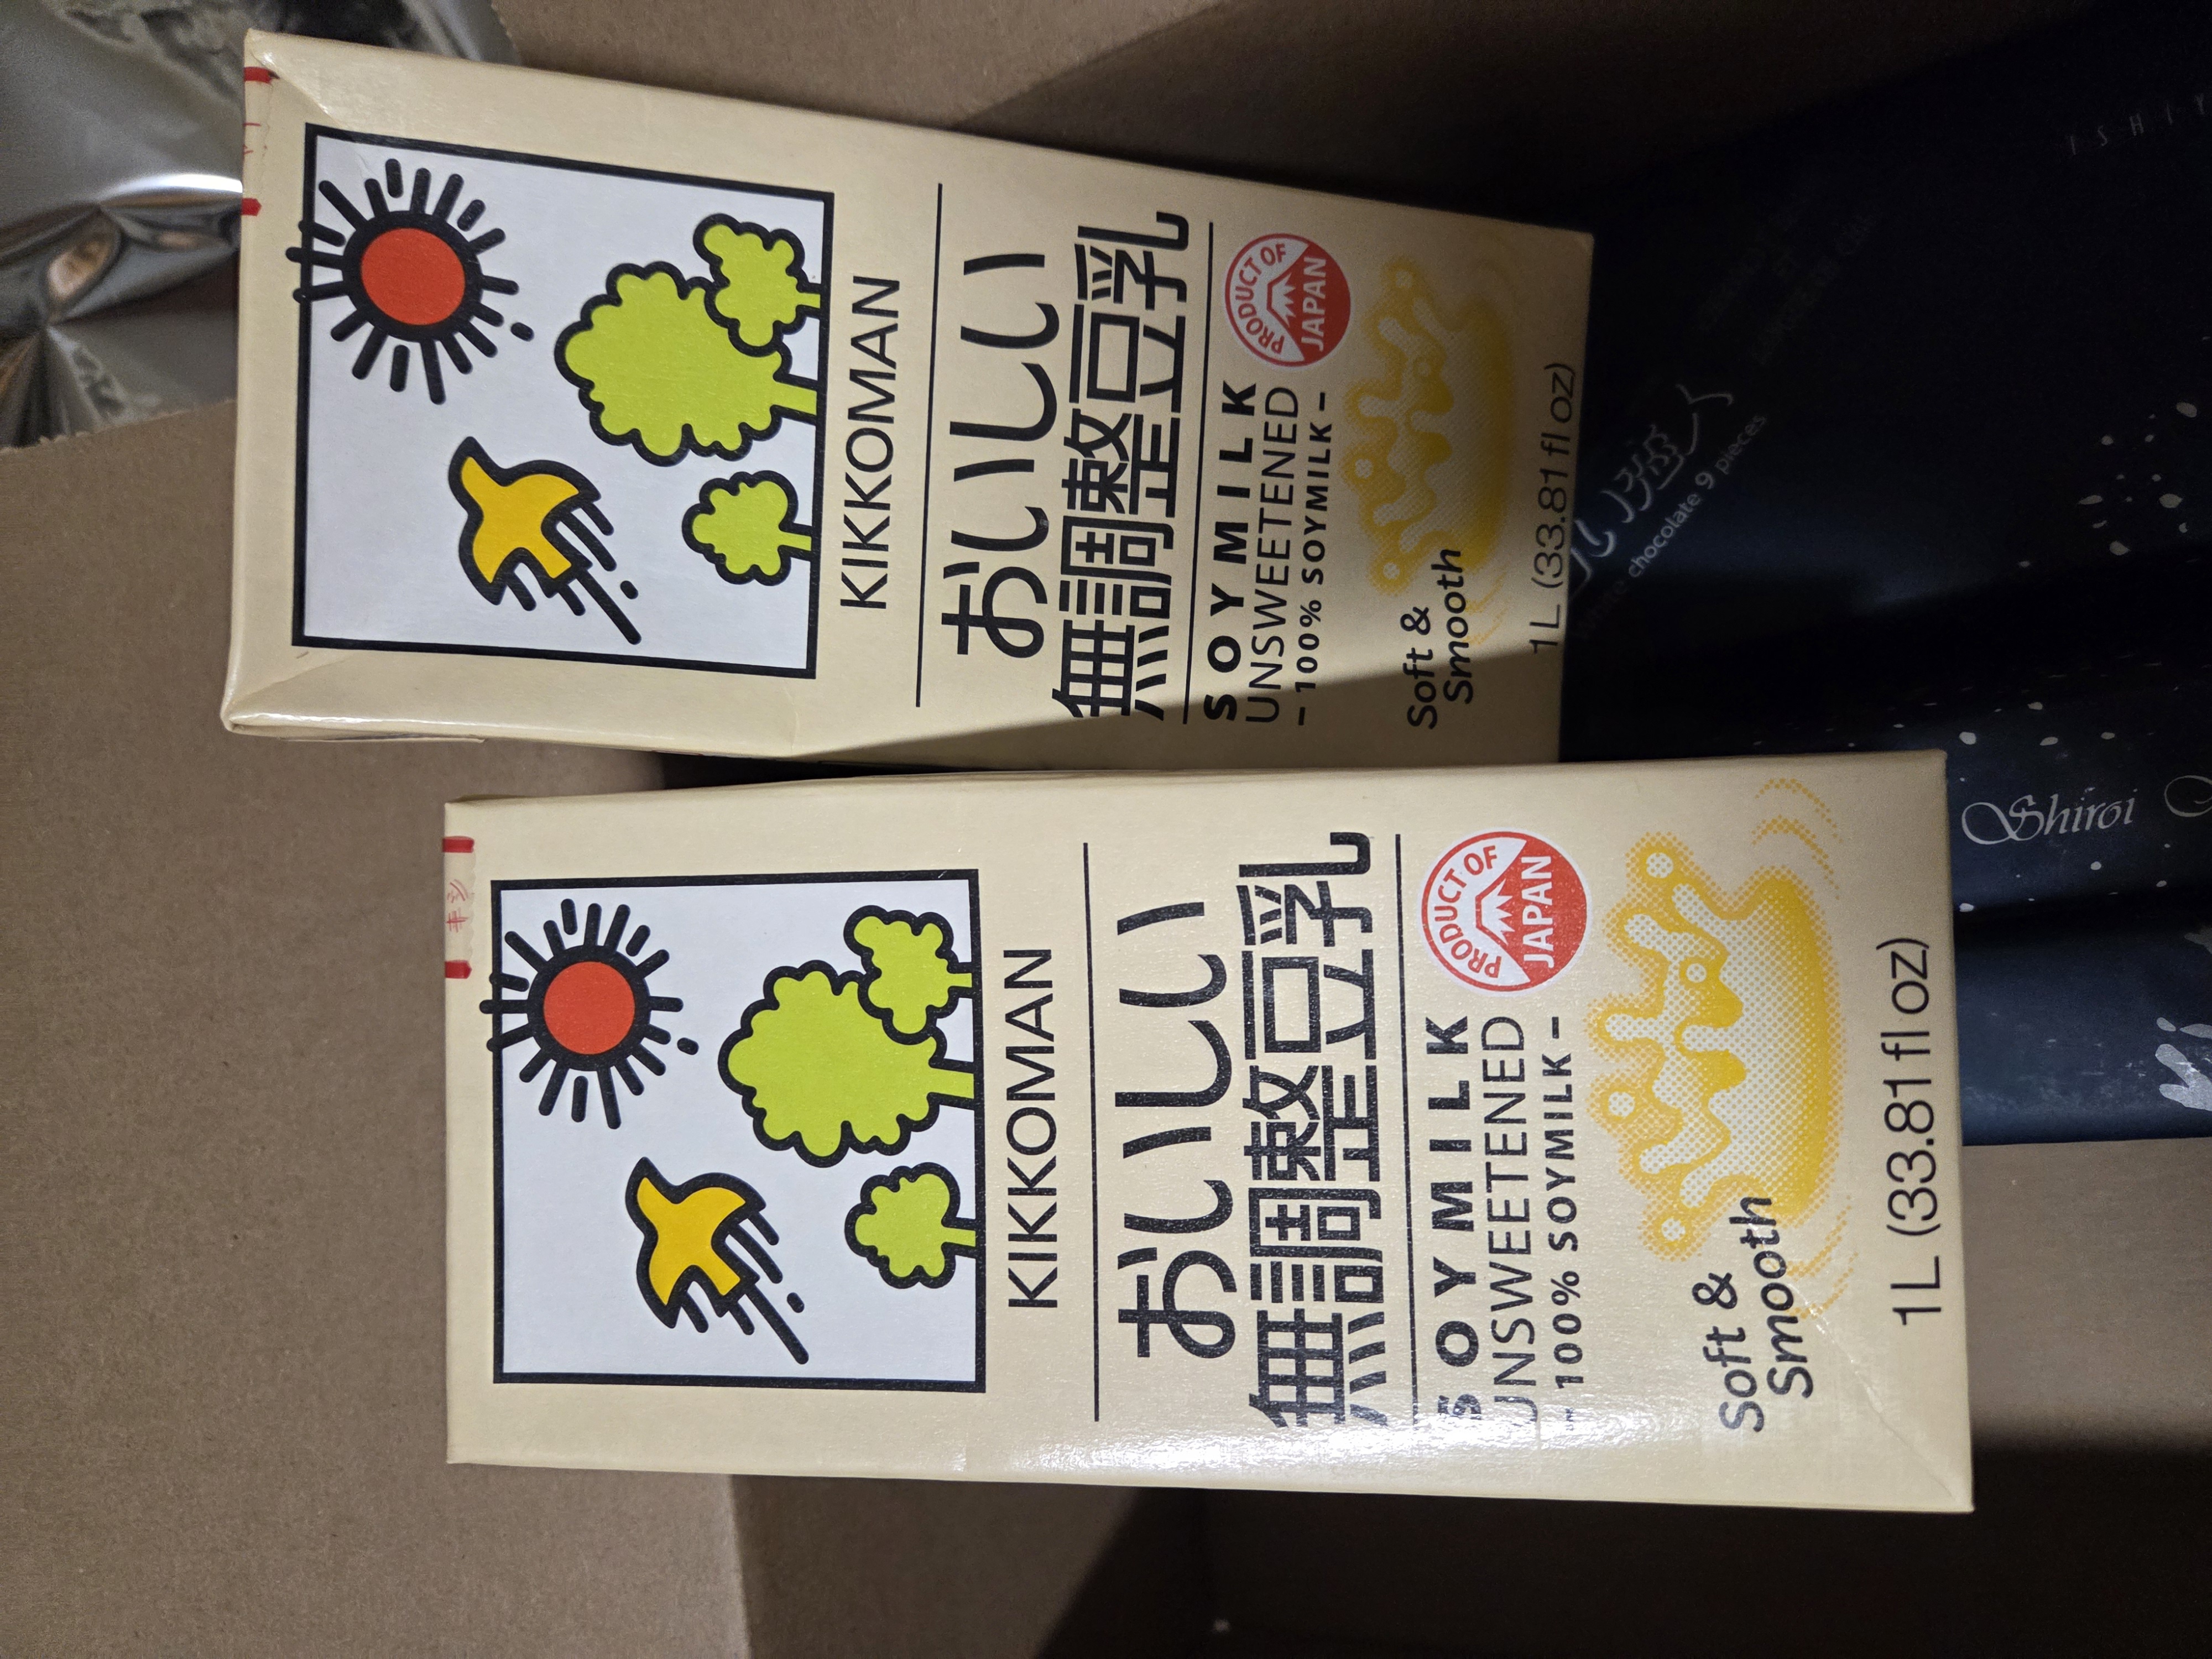 KIKKOMAN
おいしい
無調整豆乳
SOYMILK
UNSWEETENED
- 100% SOYMILK -
PRODUCT OF
JAPAN
Soft &
Smooth
1L (33.81 fl oz)
KIKKOMAN
おいしい
無調整豆乳
SOYMILK
UNSWEETENED
- 100% SOYMILK -
PRODUCT OF
JAPAN
Soft &
Smooth
1L (33.81 fl oz)
chocolate 9 pieces
Shiroi